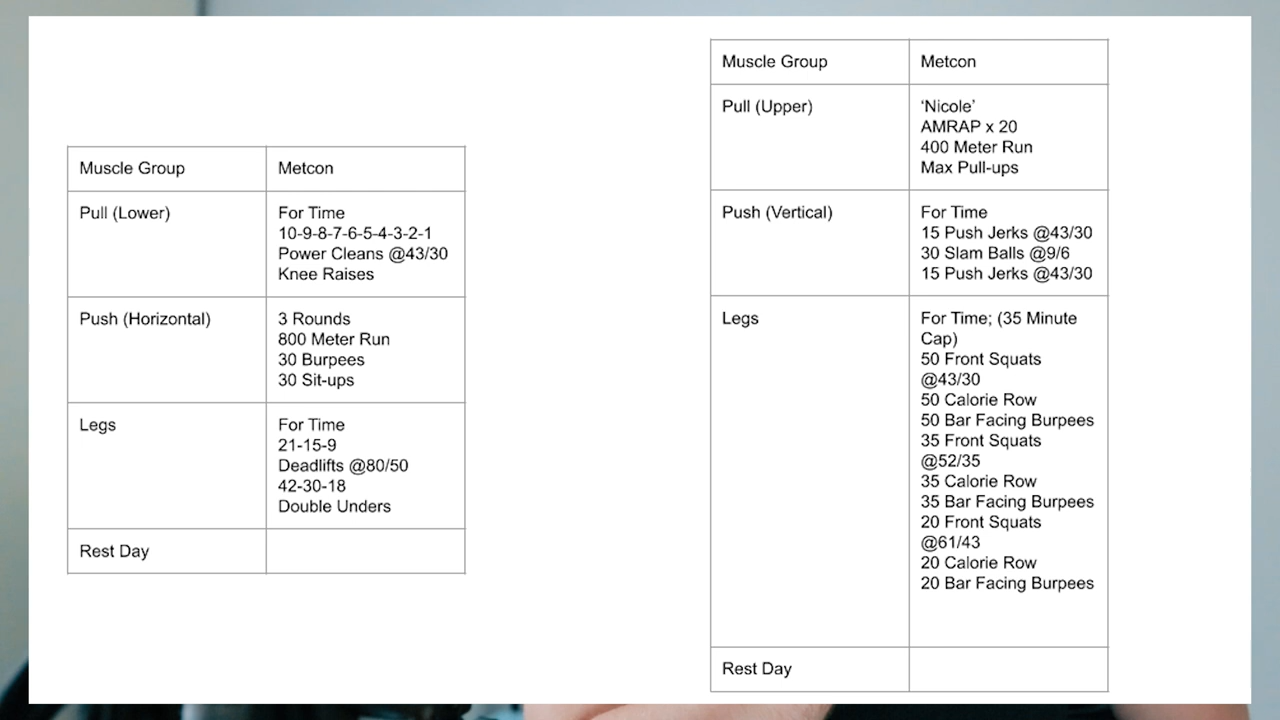 Muscle Group
Metcon
Pull (Lower)
For Time
10-9-8-7-6-5-4-3-2-1
Power Cleans @43/30
Knee Raises
Push (Horizontal)
3 Rounds
800 Meter Run
30 Burpees
30 Sit-ups
Legs
For Time
21-15-9
Deadlifts @80/50
42-30-18
Double Unders
Rest Day
Muscle Group
Metcon
Pull (Upper)
‘Nicole’
AMRAP x 20
400 Meter Run
Max Pull-ups
Push (Vertical)
For Time
15 Push Jerks @43/30
30 Slam Balls @9/6
15 Push Jerks @43/30
Legs
For Time; (35 Minute
Cap)
50 Front Squats
@43/30
50 Calorie Row
50 Bar Facing Burpees
35 Front Squats
@52/35
35 Calorie Row
35 Bar Facing Burpees
20 Front Squats
@61/43
20 Calorie Row
20 Bar Facing Burpees
Rest Day